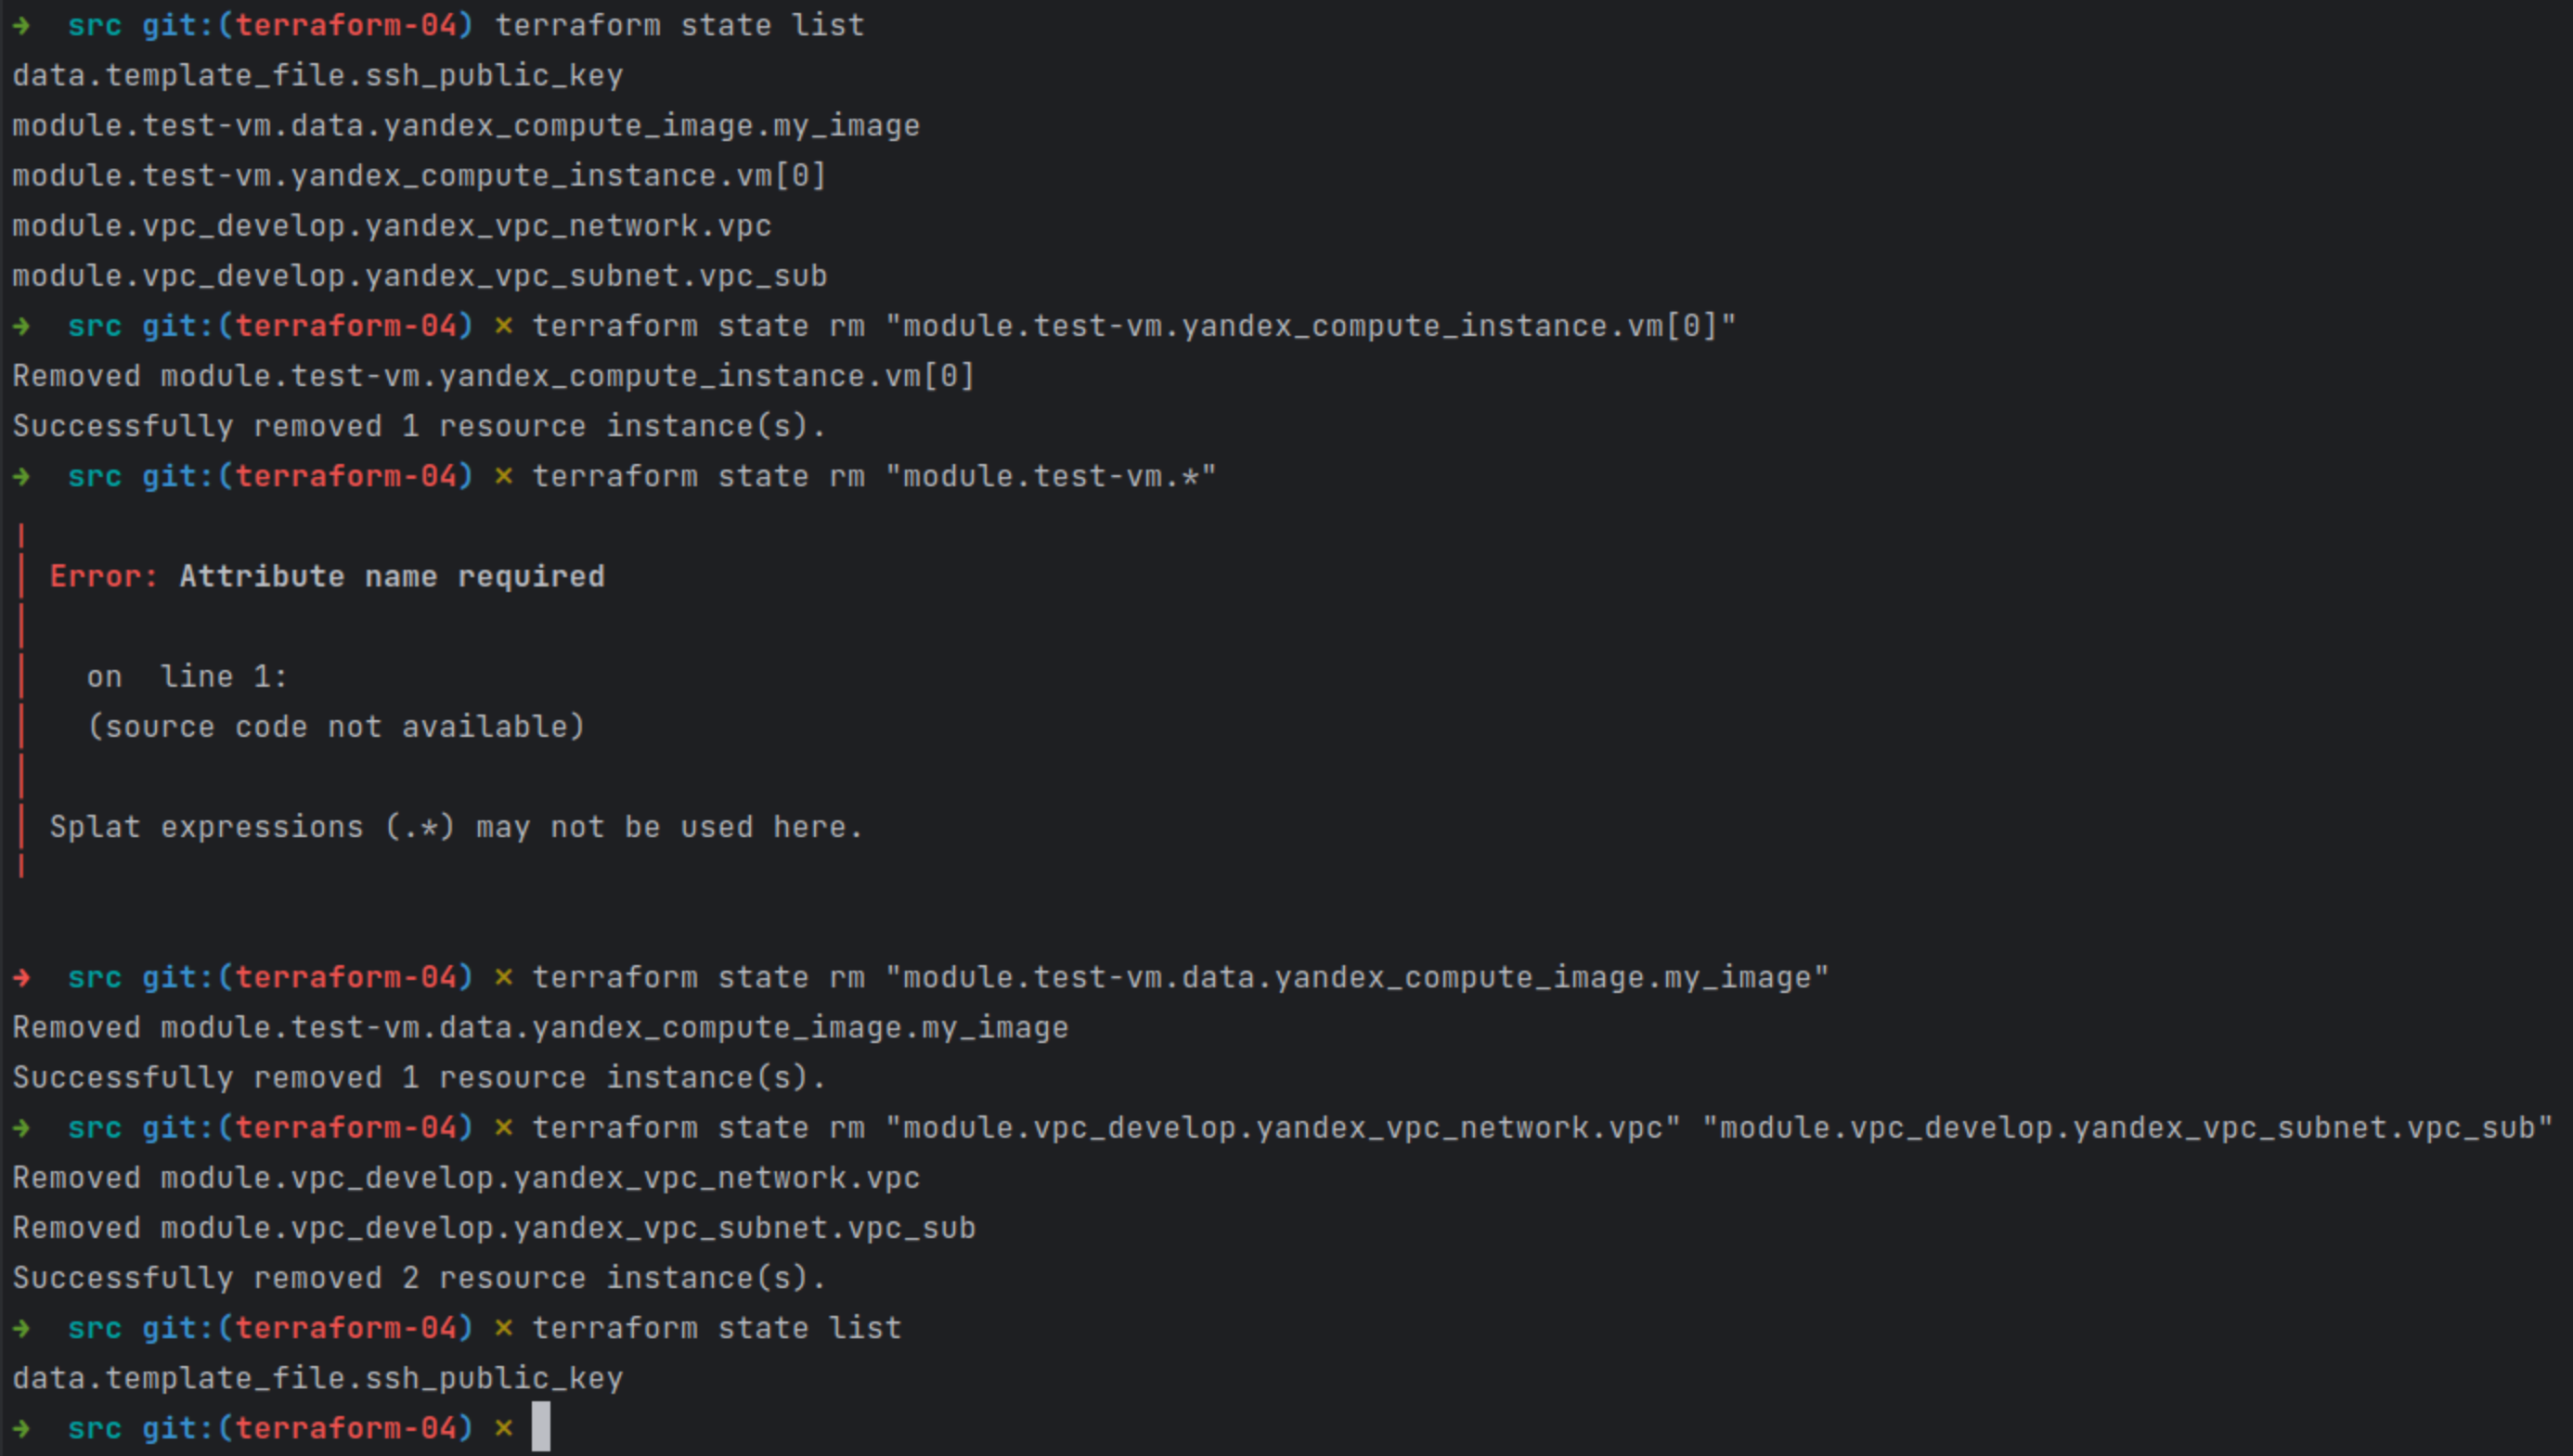 ➜  src git:(terraform-04) terraform state list
data.template_file.ssh_public_key
module.test-vm.data.yandex_compute_image.my_image
module.test-vm.yandex_compute_instance.vm[0]
module.vpc_develop.yandex_vpc_network.vpc
module.vpc_develop.yandex_vpc_subnet.vpc_sub
➜  src git:(terraform-04) ✗ terraform state rm "module.test-vm.yandex_compute_instance.vm[0]"
Removed module.test-vm.yandex_compute_instance.vm[0]
Successfully removed 1 resource instance(s).
➜  src git:(terraform-04) ✗ terraform state rm "module.test-vm.*"
Error: Attribute name required
on  line 1:
(source code not available)
Splat expressions (.*) may not be used here.
➜  src git:(terraform-04) ✗ terraform state rm "module.test-vm.data.yandex_compute_image.my_image"
Removed module.test-vm.data.yandex_compute_image.my_image
Successfully removed 1 resource instance(s).
➜  src git:(terraform-04) ✗ terraform state rm "module.vpc_develop.yandex_vpc_network.vpc" "module.vpc_develop.yandex_vpc_subnet.vpc_sub"
Removed module.vpc_develop.yandex_vpc_network.vpc
Removed module.vpc_develop.yandex_vpc_subnet.vpc_sub
Successfully removed 2 resource instance(s).
➜  src git:(terraform-04) ✗ terraform state list
data.template_file.ssh_public_key
➜  src git:(terraform-04) ✗